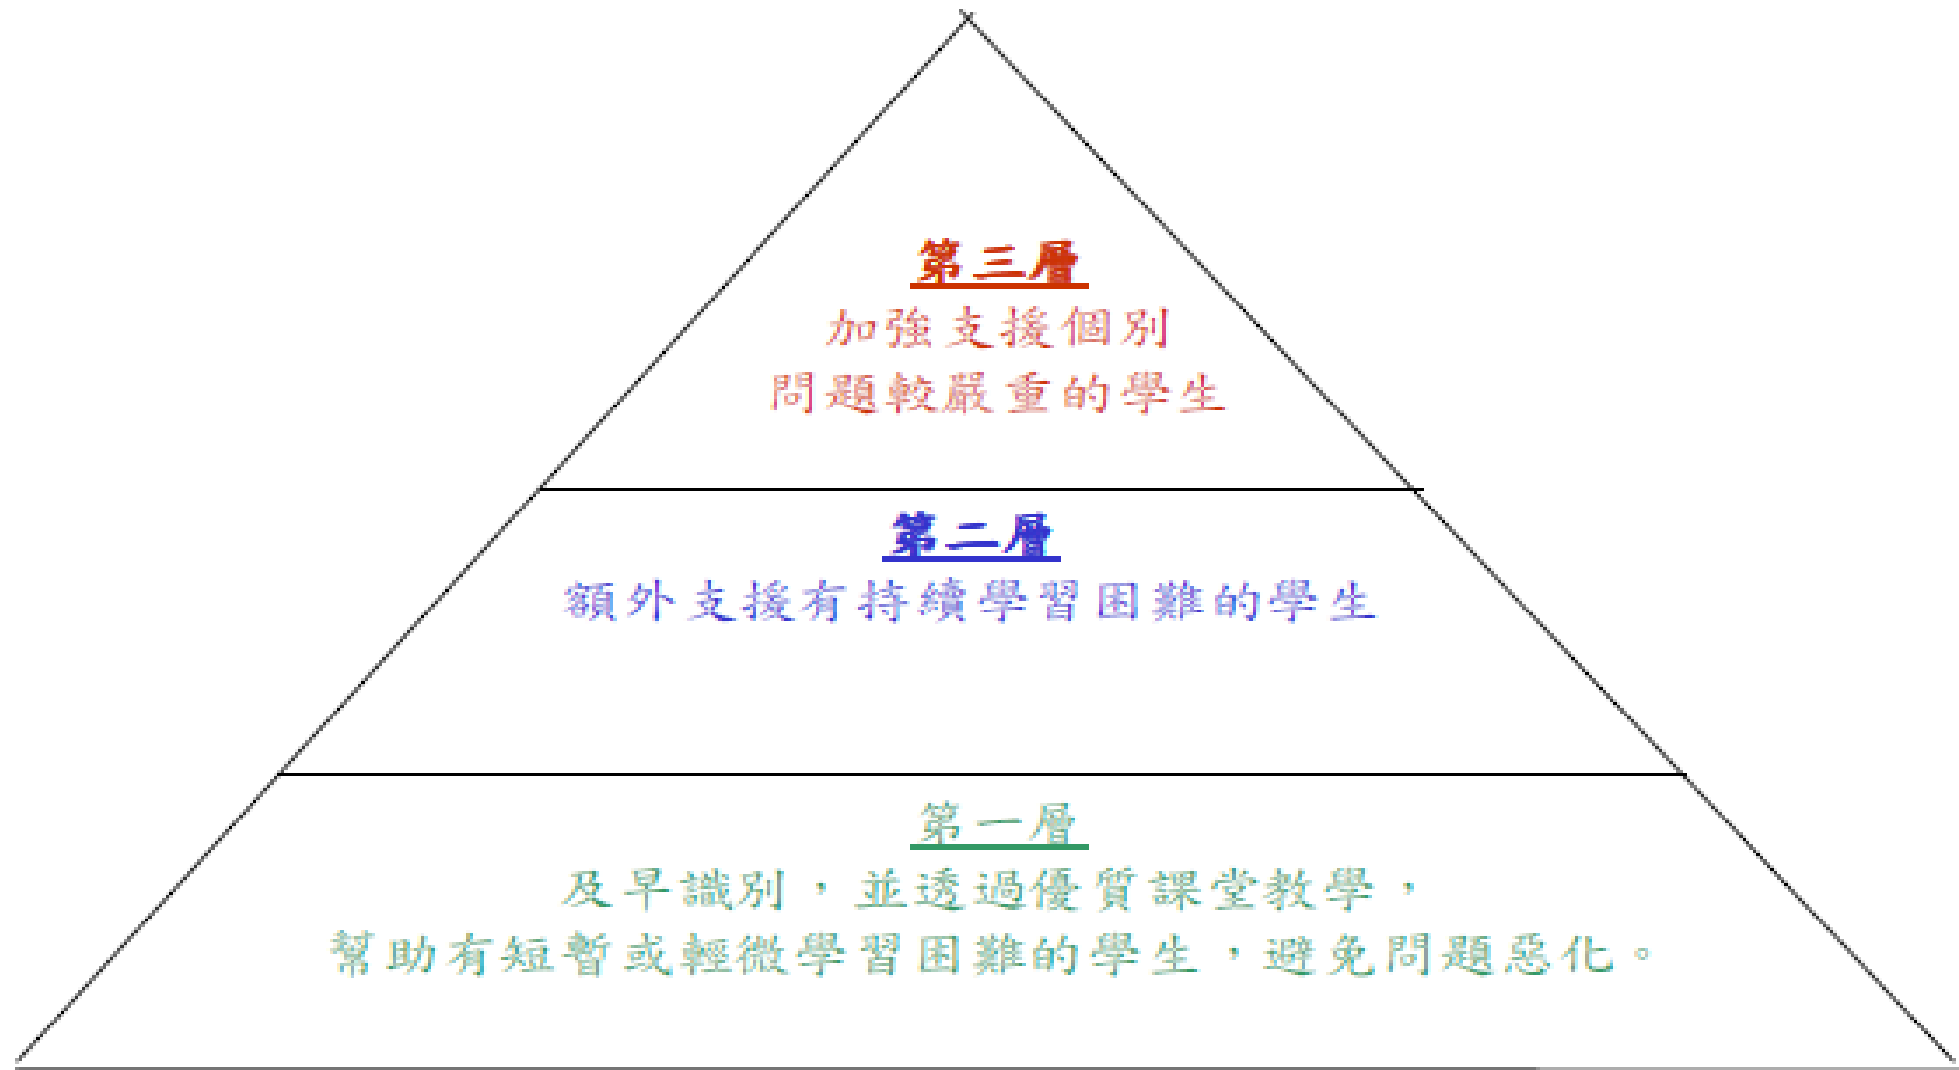 第三層
加強支援個別
問題較嚴重的學生
第二層
額外支援有持續學習困難的學生
第一層
及早識別，並透過優質課堂教學，
幫助有短暫或輕微學習困難的學生，避免問題惡化。